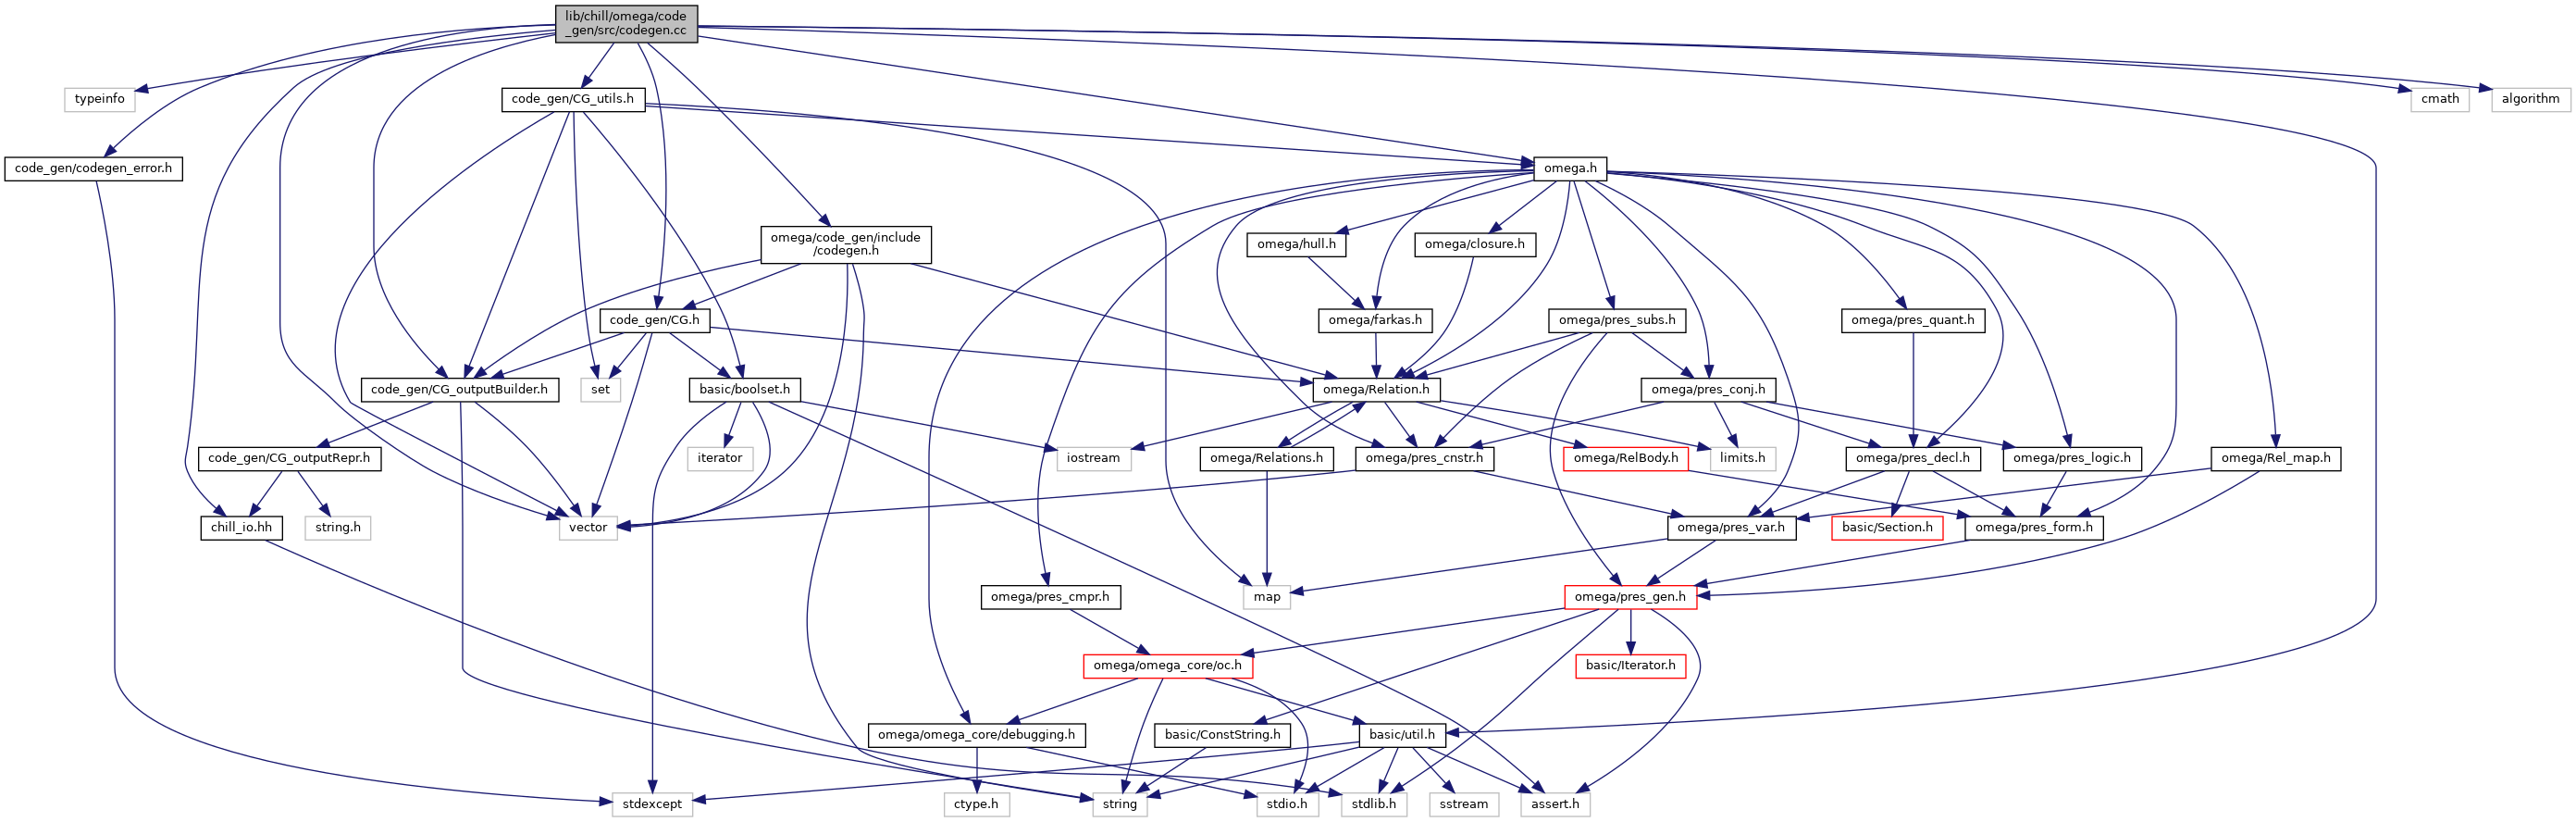 lib/chill/omega/code
_gen/src/codegen.cc
typeinfo
code_gen/CG_utils.h
cmath
algorithm
code_gen/codegen_error.h
omega.h
omega/code_gen/include
/codegen.h
omega/hull.h
omega/closure.h
code_gen/CG.h
omega/farkas.h
omega/pres_subs.h
omega/pres_quant.h
code_gen/CG_outputBuilder.h
set
basic/boolset.h
omega/Relation.h
omega/pres_conj.h
code_gen/CG_outputRepr.h
iterator
iostream
omega/Relations.h
omega/pres_cnstr.h
omega/RelBody.h
limits.h
omega/pres_decl.h
omega/pres_logic.h
omega/Rel_map.h
chill_io.hh
string.h
vector
omega/pres_var.h
basic/Section.h
omega/pres_form.h
omega/pres_cmpr.h
map
omega/pres_gen.h
omega/omega_core/oc.h
basic/Iterator.h
omega/omega_core/debugging.h
basic/ConstString.h
basic/util.h
stdexcept
ctype.h
string
stdio.h
stdlib.h
sstream
assert.h